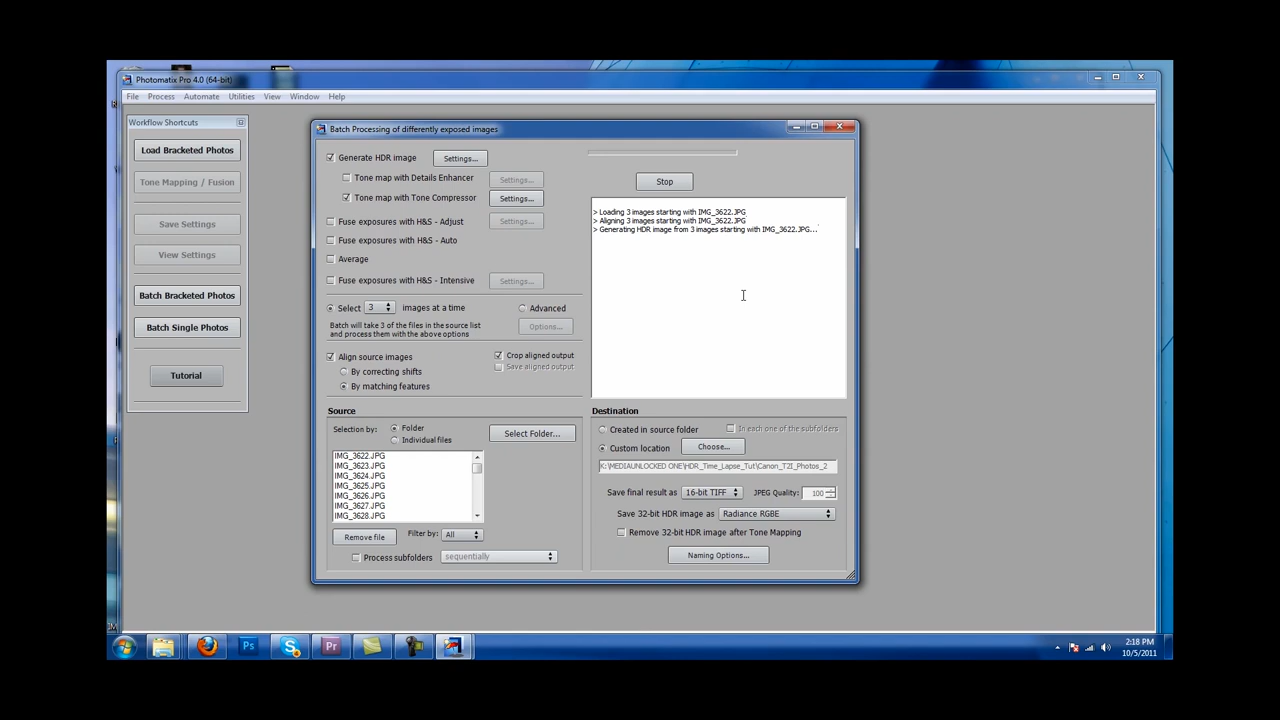 Photomatix Pro 4.0 (64-bit)
File Process Automate Utilities View Window Help
Workflow Shortcuts
Load Bracketed Photos
Tone Mapping / Fusion
Save Settings
View Settings
Batch Bracketed Photos
Batch Single Photos
Tutorial
Batch Processing of differently exposed images
Generate HDR image Settings...
Tone map with Details Enhancer Settings...
Tone map with Tone Compressor Settings...
Fuse exposures with H&S - Adjust Settings...
Fuse exposures with H&S - Auto
Average
Fuse exposures with H&S - Intensive Settings...
Select 3 images at a time Advanced
Batch will take 3 of the files in the source list
and process them with the above options
Options...
Align source images Crop aligned output
Save aligned output
By correcting shifts
By matching features
Stop
> Loading 3 images starting with IMG_3622.JPG
> Aligning 3 images starting with IMG_3622.JPG
> Generating HDR image from 3 images starting with IMG_3622.JPG...
Source
Selection by: Folder
Individual files
Select Folder...
IMG_3622.JPG
IMG_3623.JPG
IMG_3624.JPG
IMG_3625.JPG
IMG_3626.JPG
IMG_3627.JPG
IMG_3628.JPG
Remove file Filter by: All
Process subfolders sequentially
Destination
Created in source folder In each one of the subfolders
Custom location Choose...
K:\MEDIAUNLOCKED ONE\HDR_Time_Lapse_Tut\Canon_T2I_Photos_2
Save final result as 16-bit TIFF JPEG Quality: 100
Save 32-bit HDR image as Radiance RGBE
Remove 32-bit HDR image after Tone Mapping
Naming Options...
Ps
Pr
2:18 PM
10/5/2011